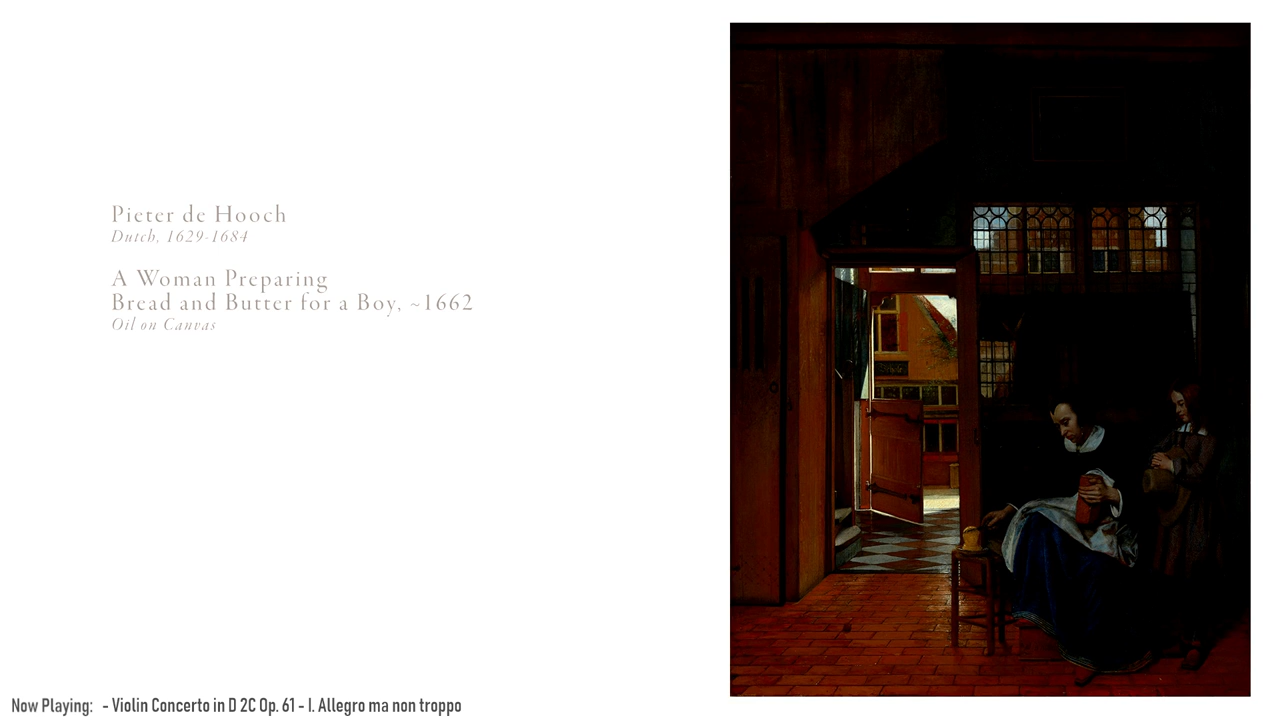 Pieter de Hooch
Dutch, 1629-1684
A Woman Preparing
Bread and Butter for a Boy, ~1662
Oil on Canvas
Now Playing: - Violin Concerto in D 2C Op. 61 - I. Allegro ma non troppo